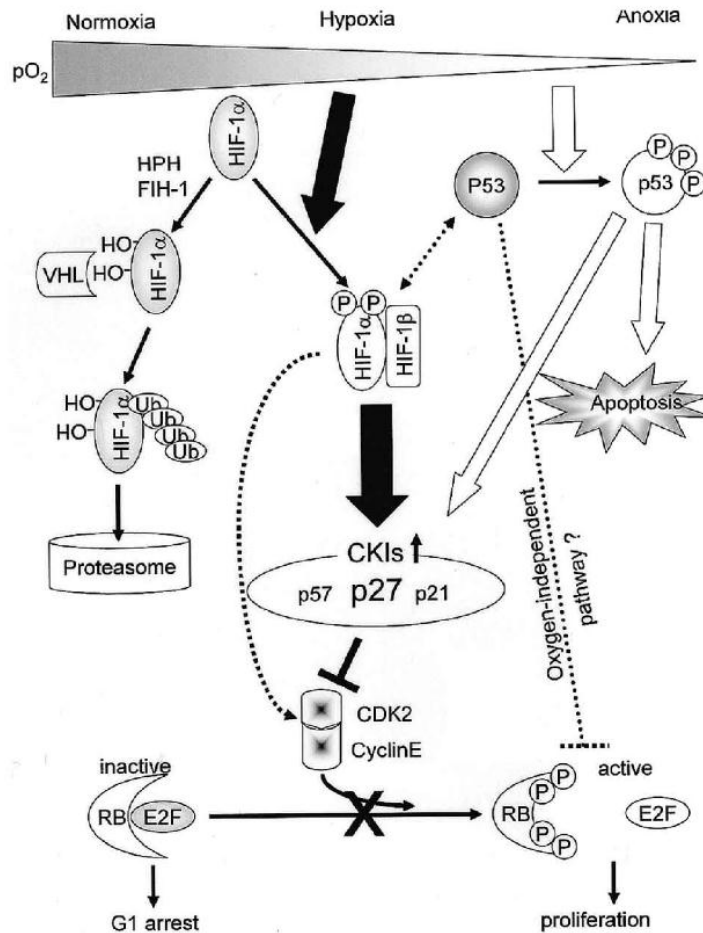 Normoxia
Hypoxia
Anoxia
pO2
HIF-1α
HPH
FIH-1
P53
p53
P
P
P
HO
HO
VHL
HIF-1α
P
P
HIF-1α
HIF-1β
HO
HO
HIF-1α
Ub
Ub
Ub
Ub
Apoptosis
Proteasome
CKIs
p57 p27 p21
Oxygen-independent
pathway ?
CDK2
CyclinE
inactive
active
RB
E2F
X
RB
P
P
P
P
E2F
G1 arrest
proliferation